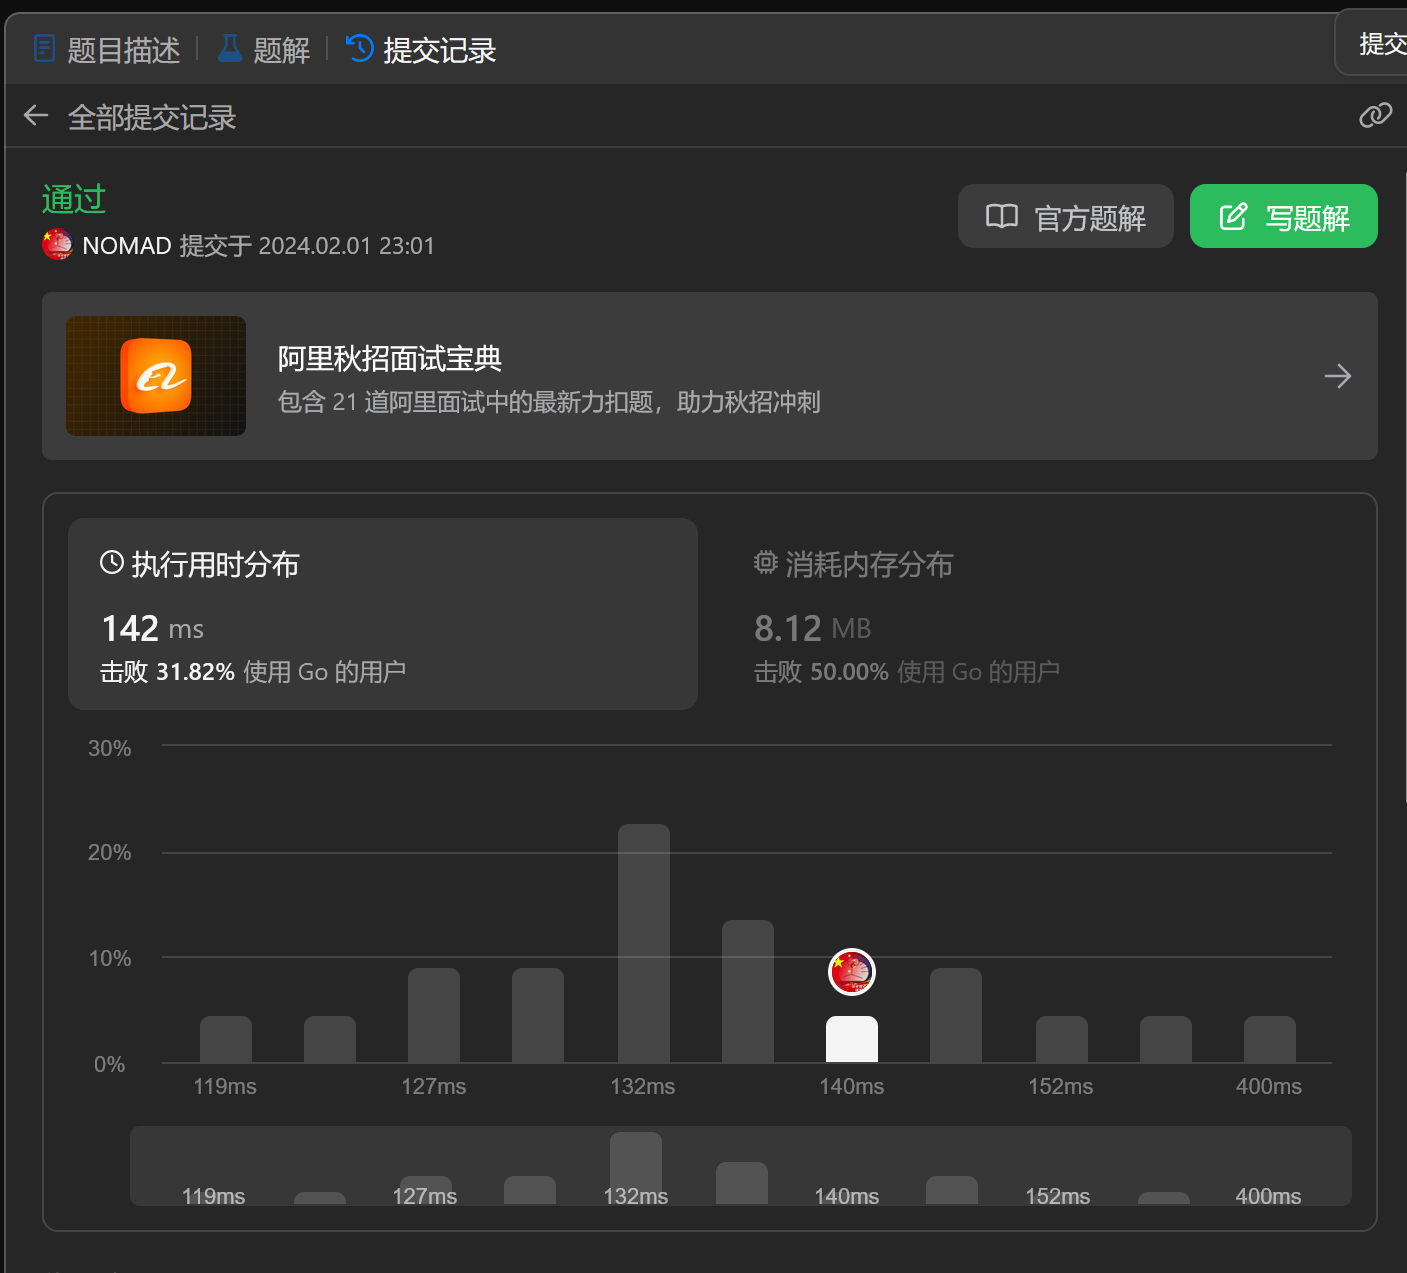 题目描述 题解 提交记录 提交
全部提交记录
通过
NOMAD 提交于 2024.02.01 23:01
官方题解 写题解
阿里秋招面试宝典
包含 21 道阿里面试中的最新力扣题，助力秋招冲刺
执行用时分布
142 ms
击败 31.82% 使用 Go 的用户
消耗内存分布
8.12 MB
击败 50.00% 使用 Go 的用户
30%
20%
10%
0%
119ms 127ms 132ms 140ms 152ms 400ms
119ms 127ms 132ms 140ms 152ms 400ms